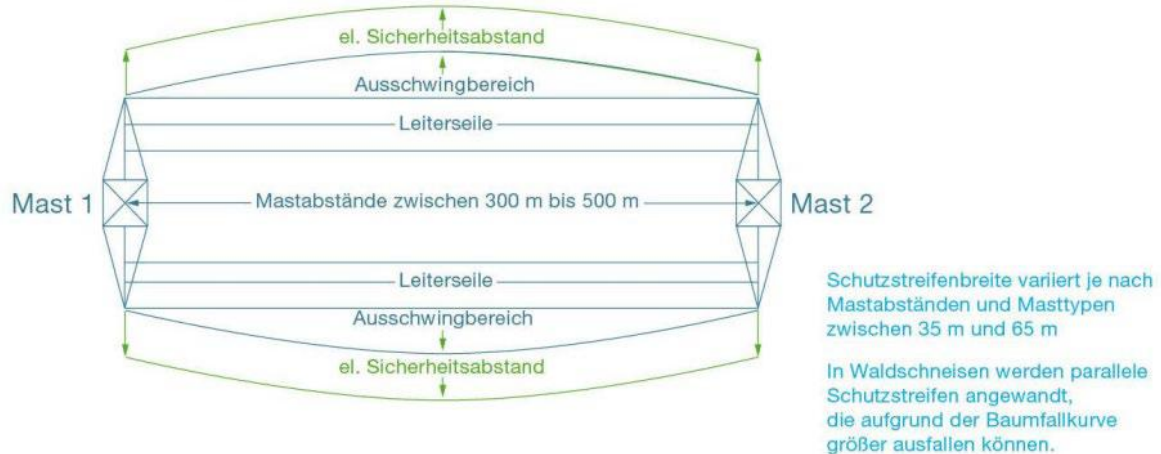 el. Sicherheitsabstand
Ausschwingbereich
Leiterseile
Mast 1
Mastabstände zwischen 300 m bis 500 m
Mast 2
Leiterseile
Ausschwingbereich
el. Sicherheitsabstand
Schutzstreifenbreite variiert je nach
Mastabständen und Masttypen
zwischen 35 m und 65 m
In Waldschneisen werden parallele
Schutzstreifen angewandt,
die aufgrund der Baumfallkurve
größer ausfallen können.